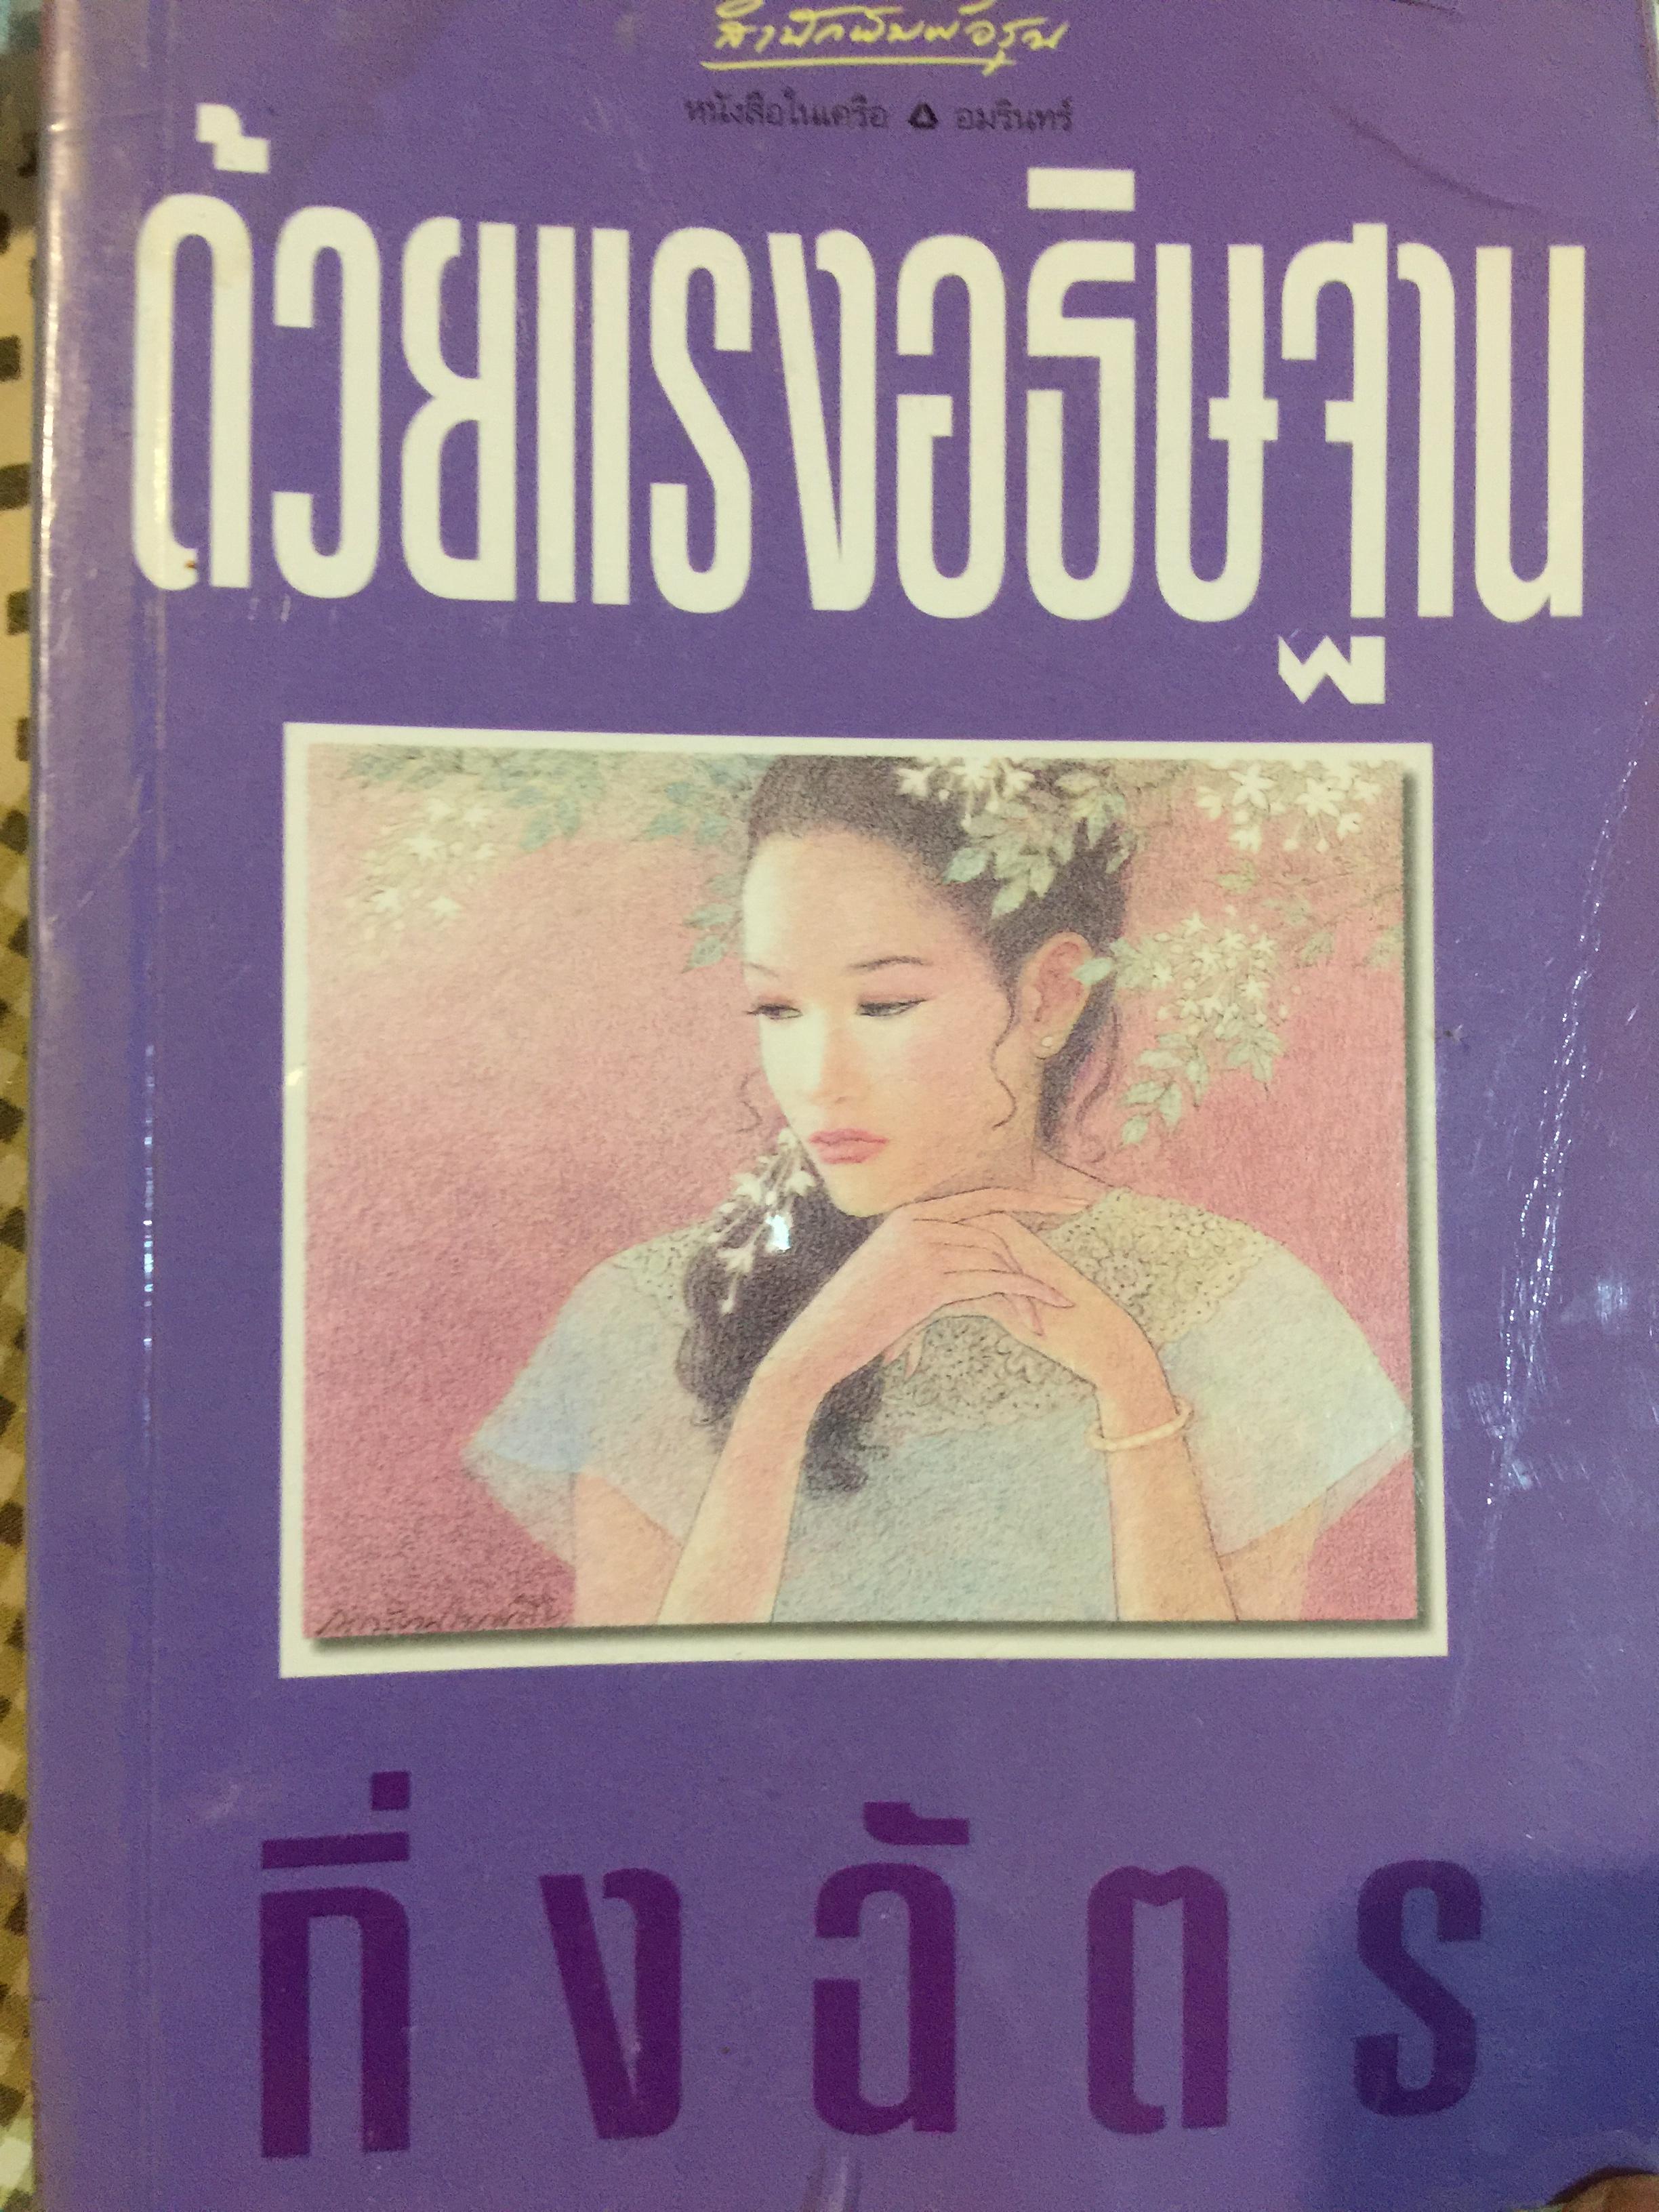 สำนักพิมพ์อรุณ
หนังสือในเครือ อมรินทร์
ด้วยแรงอธิษฐาน
กิ่งฉัตร